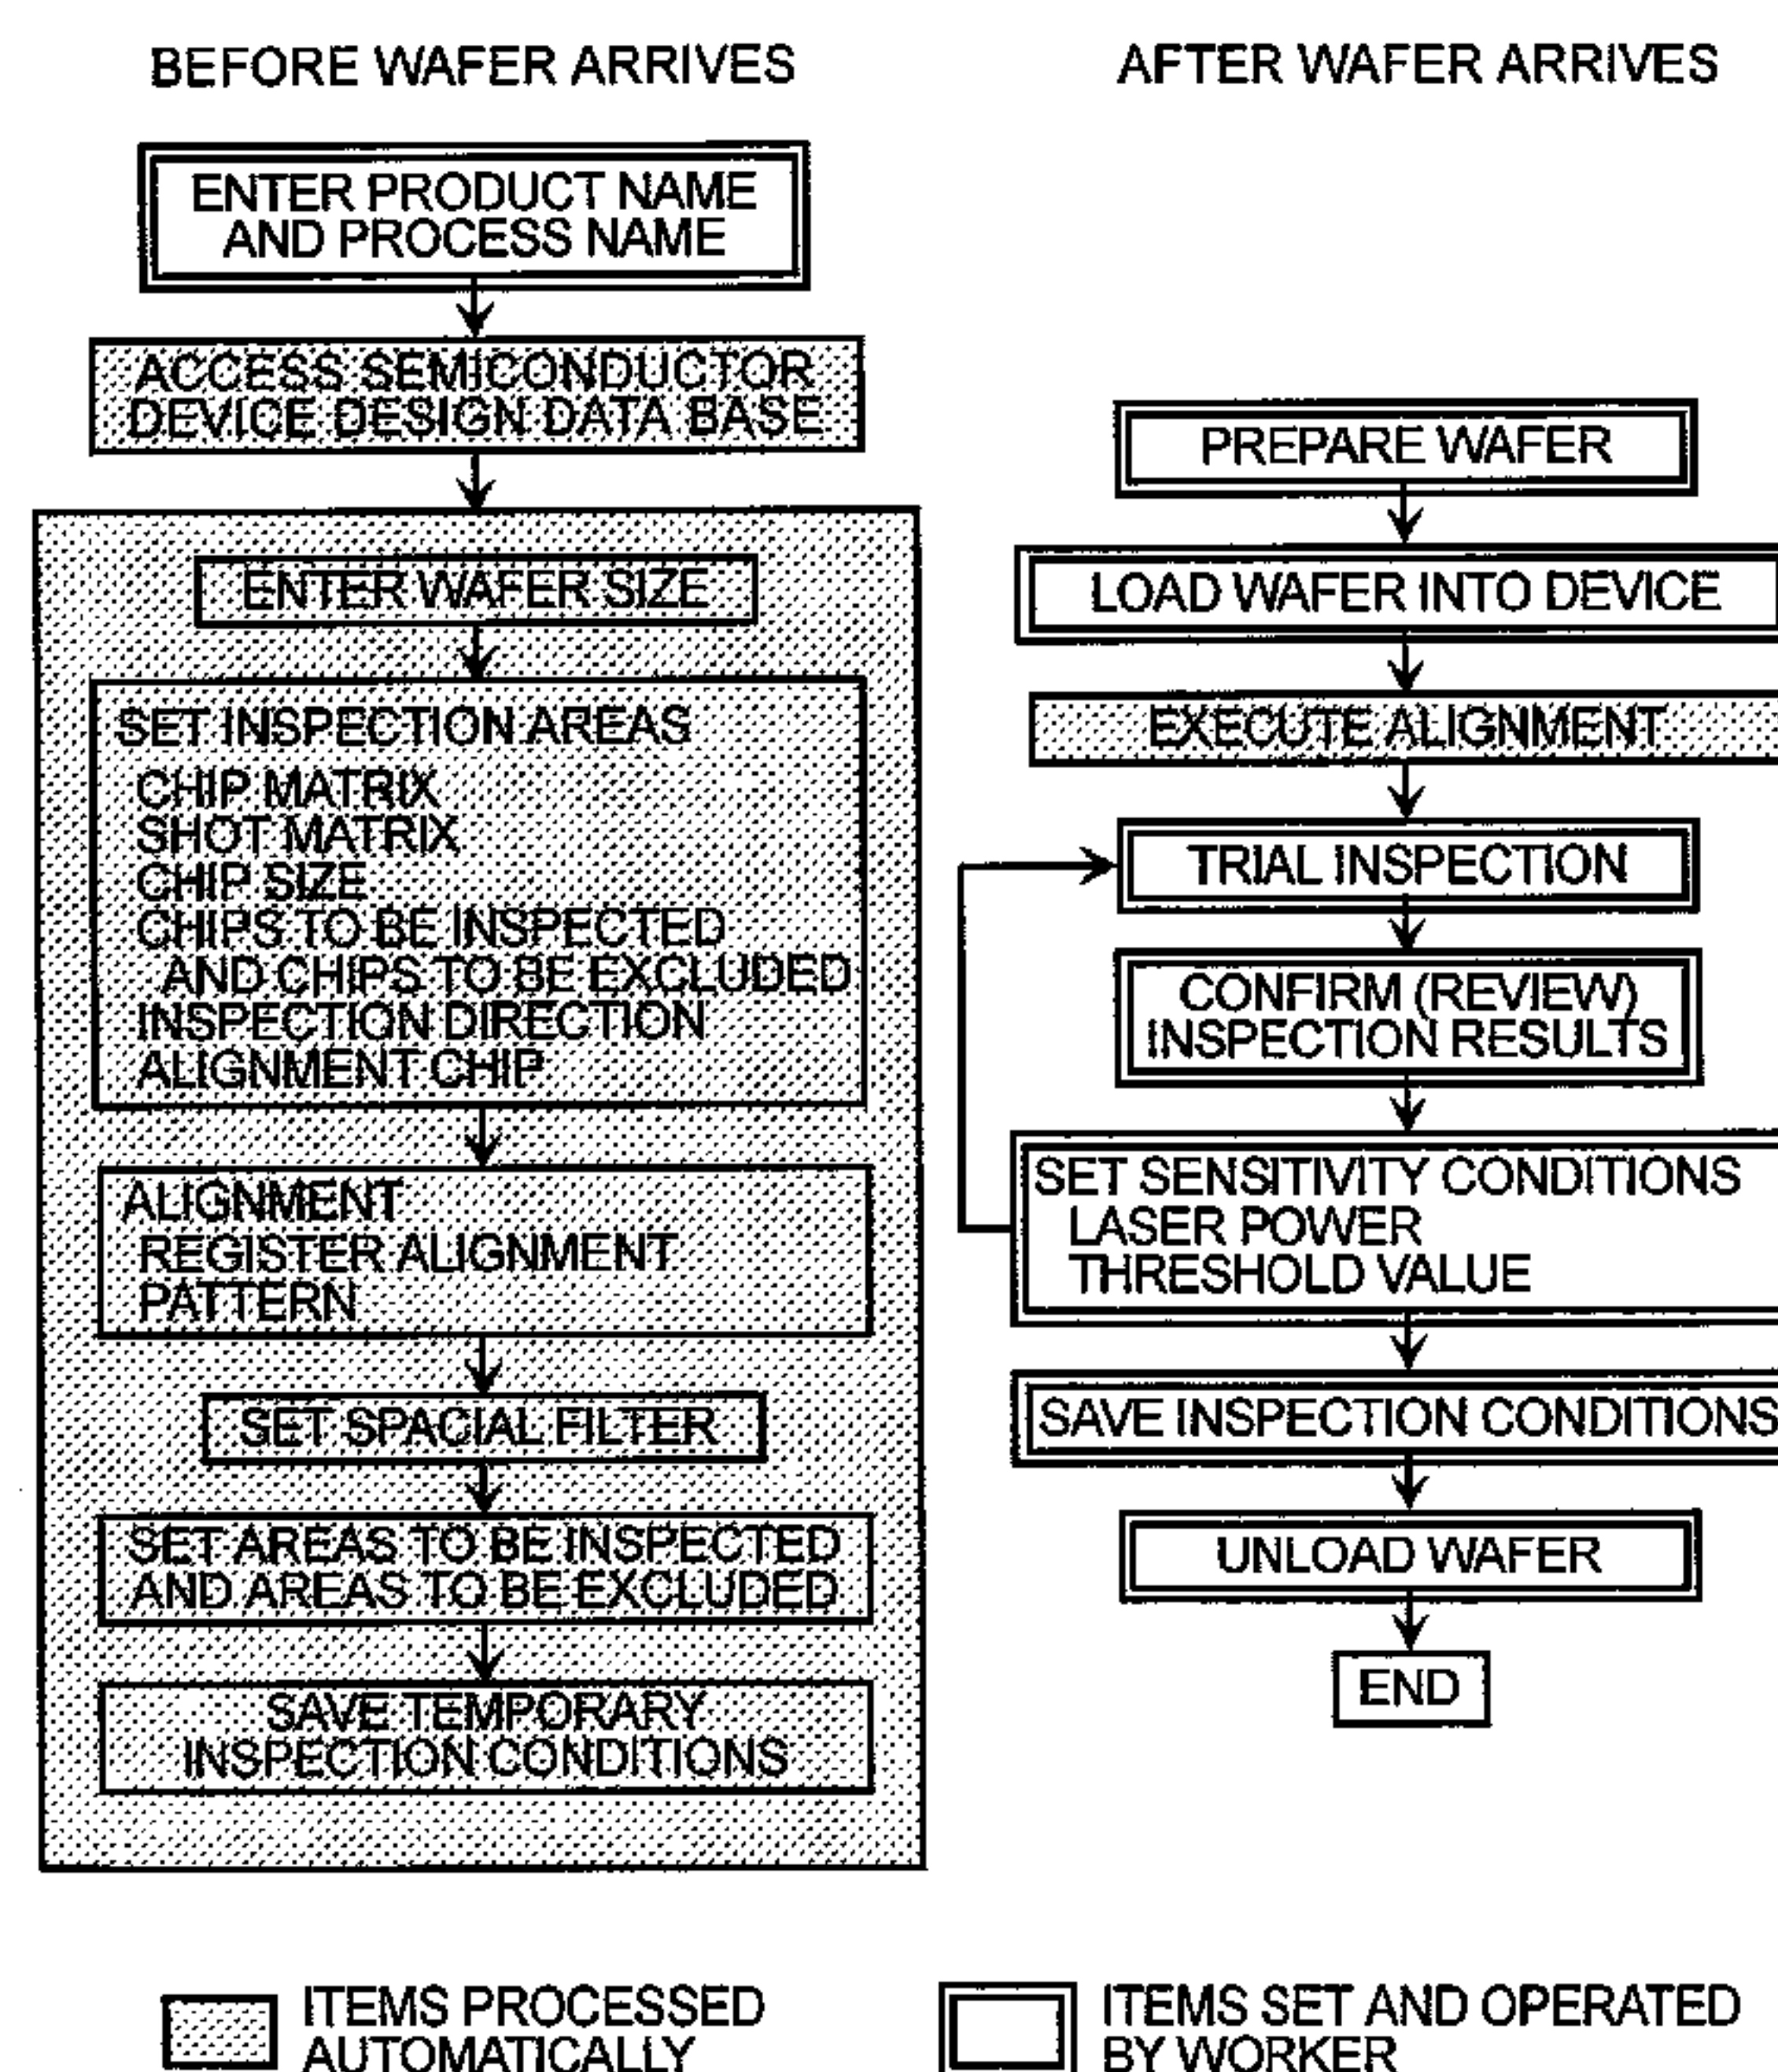 BEFORE WAFER ARRIVES
ENTER PRODUCT NAME
AND PROCESS NAME
ACCESS SEMICONDUCTOR
DEVICE DESIGN DATA BASE
ENTER WAFER SIZE
SET INSPECTION AREAS
CHIP MATRIX
SHOT MATRIX
CHIP SIZE
CHIPS TO BE INSPECTED
AND CHIPS TO BE EXCLUDED
INSPECTION DIRECTION
ALIGNMENT CHIP
ALIGNMENT
REGISTER ALIGNMENT
PATTERN
SET SPACIAL FILTER
SET AREAS TO BE INSPECTED
AND AREAS TO BE EXCLUDED
SAVE TEMPORARY
INSPECTION CONDITIONS
AFTER WAFER ARRIVES
PREPARE WAFER
LOAD WAFER INTO DEVICE
EXECUTE ALIGNMENT
TRIAL INSPECTION
CONFIRM (REVIEW)
INSPECTION RESULTS
SET SENSITIVITY CONDITIONS
LASER POWER
THRESHOLD VALUE
SAVE INSPECTION CONDITIONS
UNLOAD WAFER
END
ITEMS PROCESSED
AUTOMATICALLY
ITEMS SET AND OPERATED
BY WORKER